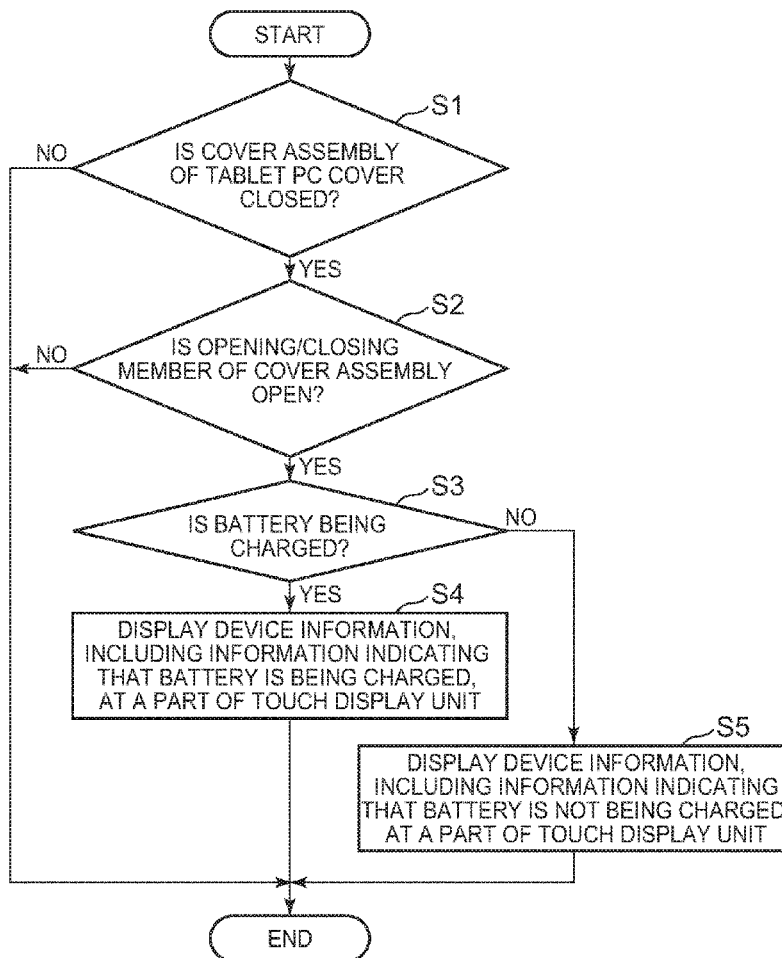 START
S1
NO
IS COVER ASSEMBLY
OF TABLET PC COVER
CLOSED?
YES
S2
NO
IS OPENING/CLOSING
MEMBER OF COVER ASSEMBLY
OPEN?
YES
S3
IS BATTERY BEING
CHARGED?
NO
YES
S4
DISPLAY DEVICE INFORMATION,
INCLUDING INFORMATION INDICATING
THAT BATTERY IS BEING CHARGED,
AT A PART OF TOUCH DISPLAY UNIT
S5
DISPLAY DEVICE INFORMATION,
INCLUDING INFORMATION INDICATING
THAT BATTERY IS NOT BEING CHARGED
AT A PART OF TOUCH DISPLAY UNIT
END